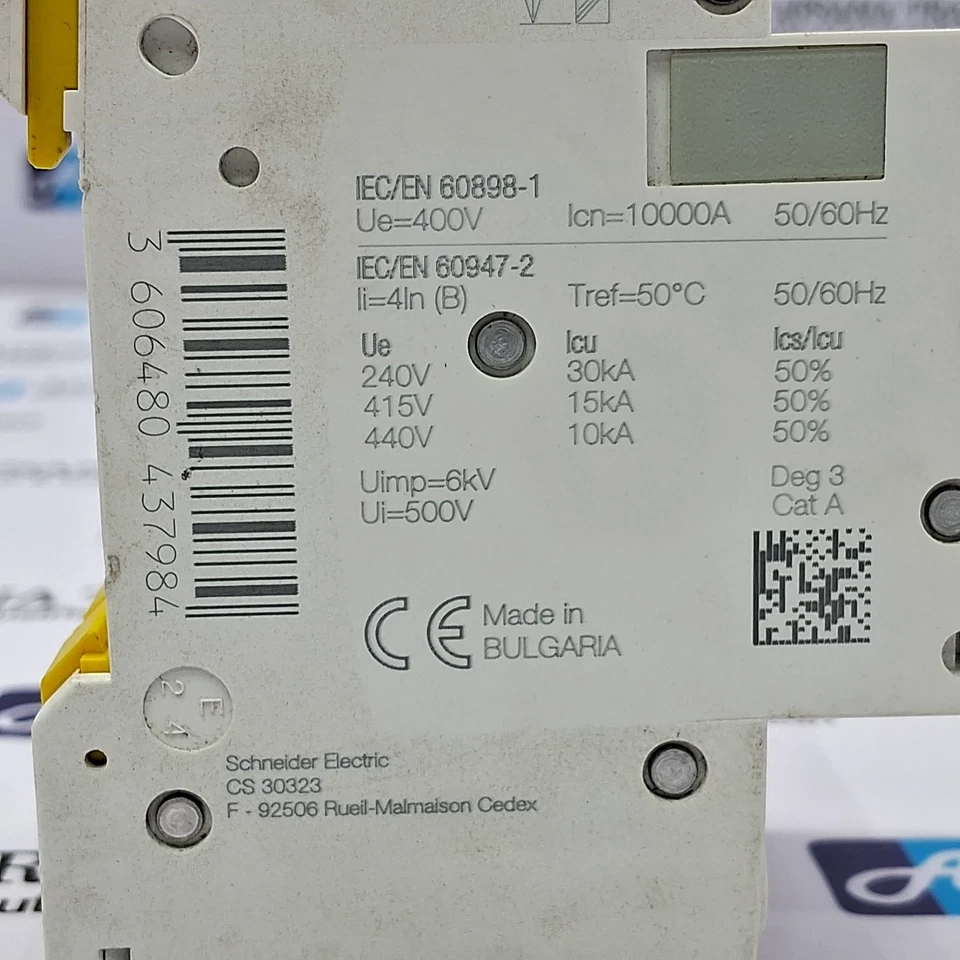 IEC/EN 60898-1
Ue=400V Icn=10000A 50/60Hz
IEC/EN 60947-2
Ii=4In (B) Tref=50°C 50/60Hz
Ue Icu Ics/Icu
240V 30kA 50%
415V 15kA 50%
440V 10kA 50%
Uimp=6kV Deg 3
Ui=500V Cat A
3 606480 437984
CE Made in
BULGARIA
E
2 4
Schneider Electric
CS 30323
F - 92506 Rueil-Malmaison Cedex